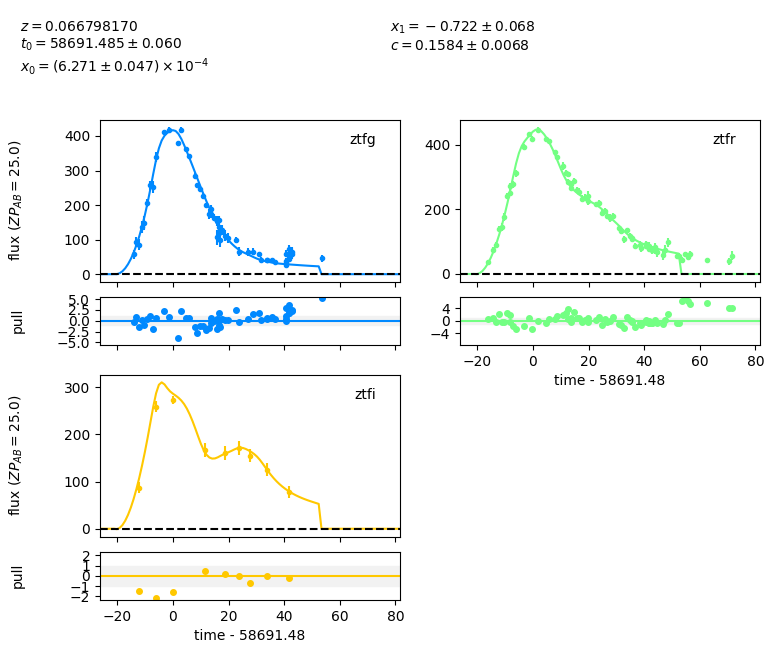 z = 0.066798170
t₀ = 58691.485 ± 0.060
x₀ = (6.271 ± 0.047) × 10⁻⁴
x₁ = −0.722 ± 0.068
c = 0.1584 ± 0.0068
ztfg
flux (ZP_AB = 25.0)
400
300
200
100
0
ztfr
400
200
0
pull
5.0
2.5
0.0
−2.5
−5.0
4
0
−4
−20 0 20 40 60 80
time - 58691.48
ztfi
flux (ZP_AB = 25.0)
300
200
100
0
pull
2
1
0
−1
−2
−20 0 20 40 60 80
time - 58691.48